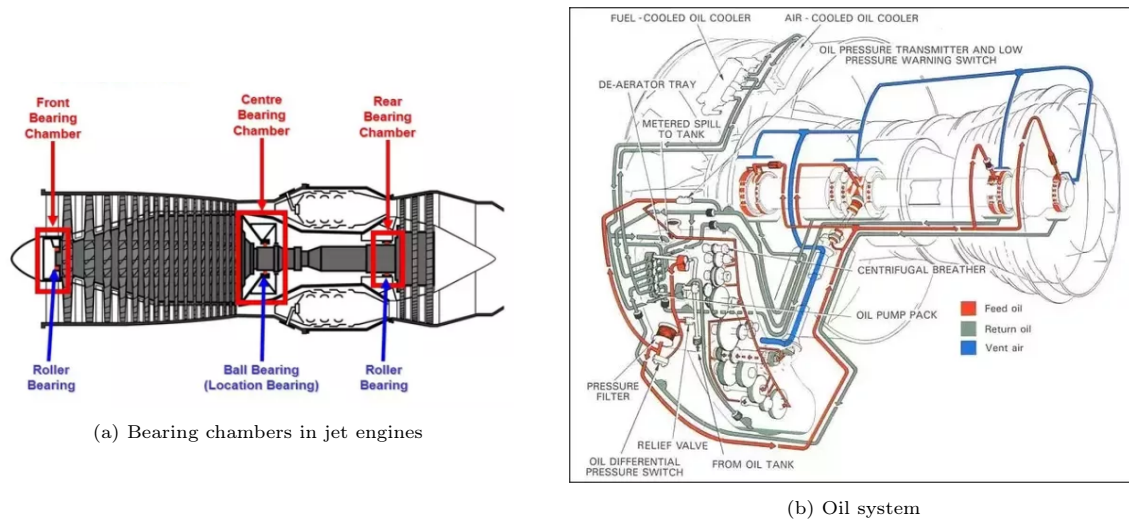 Front
Bearing
Chamber
Centre
Bearing
Chamber
Rear
Bearing
Chamber
Roller
Bearing
Ball Bearing
(Location Bearing)
Roller
Bearing
(a) Bearing chambers in jet engines
FUEL-COOLED OIL COOLER
AIR-COOLED OIL COOLER
OIL PRESSURE TRANSMITTER AND LOW
PRESSURE WARNING SWITCH
DE-AERATOR TRAY
METERED SPILL
TO TANK
CENTRIFUGAL BREATHER
OIL PUMP PACK
Feed oil
Return oil
Vent air
PRESSURE
FILTER
RELIEF VALVE
OIL DIFFERENTIAL
PRESSURE SWITCH
FROM OIL TANK
(b) Oil system